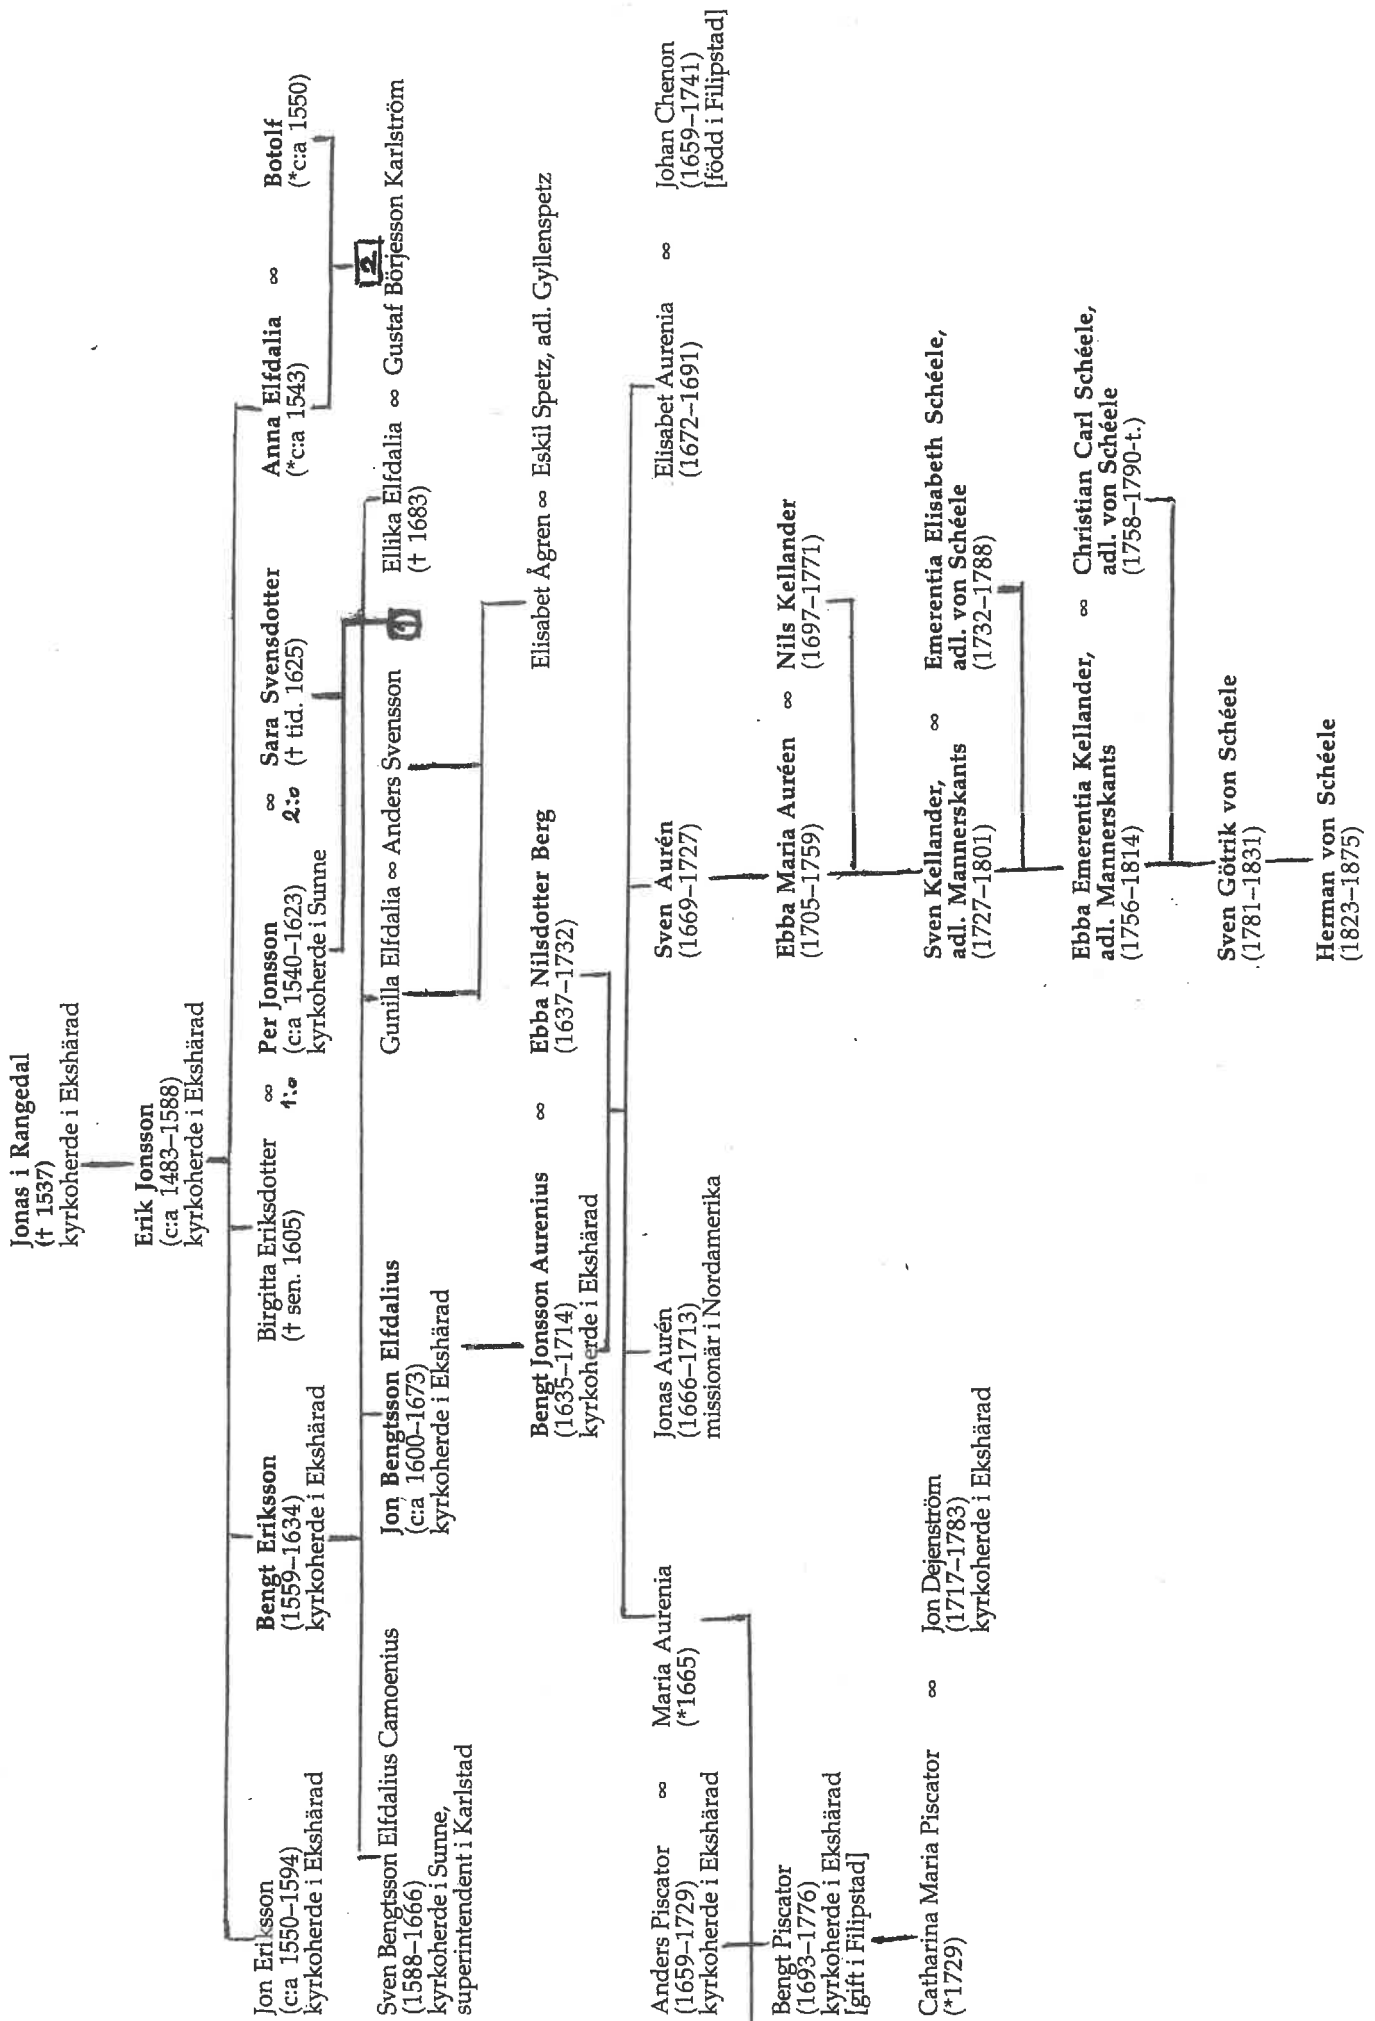 Jonas i Rangedal
(† 1537)
kyrkoherde i Ekshärad
Erik Jonsson
(c:a 1483–1588)
kyrkoherde i Ekshärad
Jon Eriksson
(c:a 1550–1594)
kyrkoherde i Ekshärad
Bengt Eriksson
(1559–1634)
kyrkoherde i Ekshärad
Birgitta Eriksdotter
(† sen. 1605)
∞
1:o
Per Jonsson
(c:a 1540–1623)
kyrkoherde i Sunne
∞
2:o
Sara Svensdotter
(† tid. 1625)
Anna Elfdalia
(*c:a 1543)
∞
Botolf
(*c:a 1550)
Sven Bengtsson Elfdalius Camoenius
(1588–1666)
kyrkoherde i Sunne,
superintendent i Karlstad
Jon Bengtsson Elfdalius
(c:a 1600–1673)
kyrkoherde i Ekshärad
Gunilla Elfdalia ∞ Anders Svensson
1
Ellika Elfdalia ∞ Gustaf Börjesson Karlström
(† 1683)
2
Bengt Jonsson Aurenius
(1635–1714)
kyrkoherde i Ekshärad
∞
Ebba Nilsdotter Berg
(1637–1732)
Elisabet Ågren ∞ Eskil Spetz, adl. Gyllenspetz
Anders Piscator
(1659–1729)
kyrkoherde i Ekshärad
∞
Maria Aurenia
(*1665)
Jonas Aurén
(1666–1713)
missionär i Nordamerika
Sven Aurén
(1669–1727)
Elisabet Aurenia
(1672–1691)
∞
Johan Chenon
(1659–1741)
[född i Filipstad]
Bengt Piscator
(1693–1776)
kyrkoherde i Ekshärad
[gift i Filipstad]
Ebba Maria Auréen
(1705–1759)
∞
Nils Kellander
(1697–1771)
Catharina Maria Piscator
(*1729)
∞
Jon Dejenström
(1717–1783)
kyrkoherde i Ekshärad
Sven Kellander,
adl. Mannerskants
(1727–1801)
∞
Emerentia Elisabeth Schéele,
adl. von Schéele
(1732–1788)
Ebba Emerentia Kellander,
adl. Mannerskants
(1756–1814)
∞
Christian Carl Schéele,
adl. von Schéele
(1758–1790-t.)
Sven Götrik von Schéele
(1781–1831)
Herman von Schéele
(1823–1875)